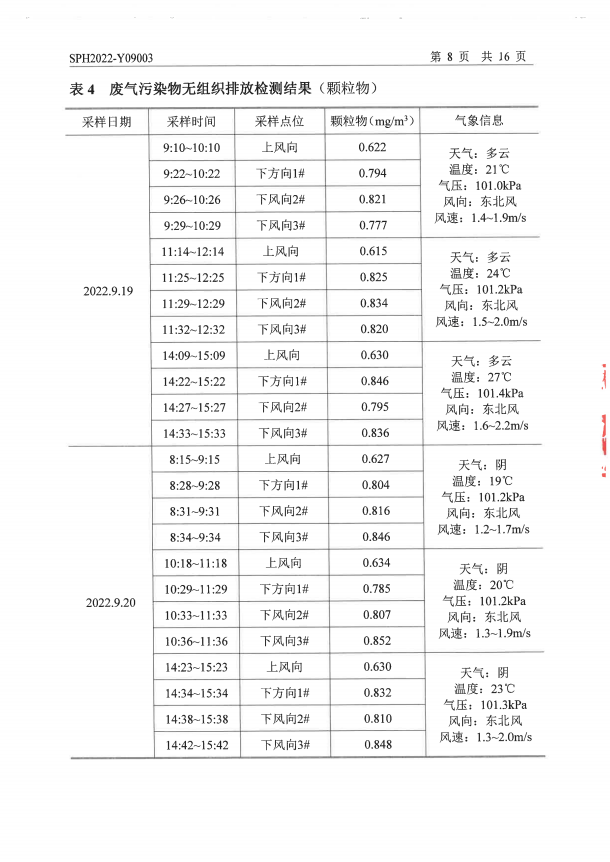 SPH2022-Y09003 第 8 页 共 16 页
表 4 废气污染物无组织排放检测结果（颗粒物）
采样日期 采样时间 采样点位 颗粒物（mg/m³） 气象信息
2022.9.19
9:10~10:10 上风向 0.622
9:22~10:22 下方向1# 0.794
9:26~10:26 下风向2# 0.821
9:29~10:29 下风向3# 0.777
天气：多云
温度：21℃
气压：101.0kPa
风向：东北风
风速：1.4~1.9m/s
11:14~12:14 上风向 0.615
11:25~12:25 下方向1# 0.825
11:29~12:29 下风向2# 0.834
11:32~12:32 下风向3# 0.820
天气：多云
温度：24℃
气压：101.2kPa
风向：东北风
风速：1.5~2.0m/s
14:09~15:09 上风向 0.630
14:22~15:22 下方向1# 0.846
14:27~15:27 下风向2# 0.795
14:33~15:33 下风向3# 0.836
天气：多云
温度：27℃
气压：101.4kPa
风向：东北风
风速：1.6~2.2m/s
2022.9.20
8:15~9:15 上风向 0.627
8:28~9:28 下方向1# 0.804
8:31~9:31 下风向2# 0.816
8:34~9:34 下风向3# 0.846
天气：阴
温度：19℃
气压：101.2kPa
风向：东北风
风速：1.2~1.7m/s
10:18~11:18 上风向 0.634
10:29~11:29 下方向1# 0.785
10:33~11:33 下风向2# 0.807
10:36~11:36 下风向3# 0.852
天气：阴
温度：20℃
气压：101.2kPa
风向：东北风
风速：1.3~1.9m/s
14:23~15:23 上风向 0.630
14:34~15:34 下方向1# 0.832
14:38~15:38 下风向2# 0.810
14:42~15:42 下风向3# 0.848
天气：阴
温度：23℃
气压：101.3kPa
风向：东北风
风速：1.3~2.0m/s